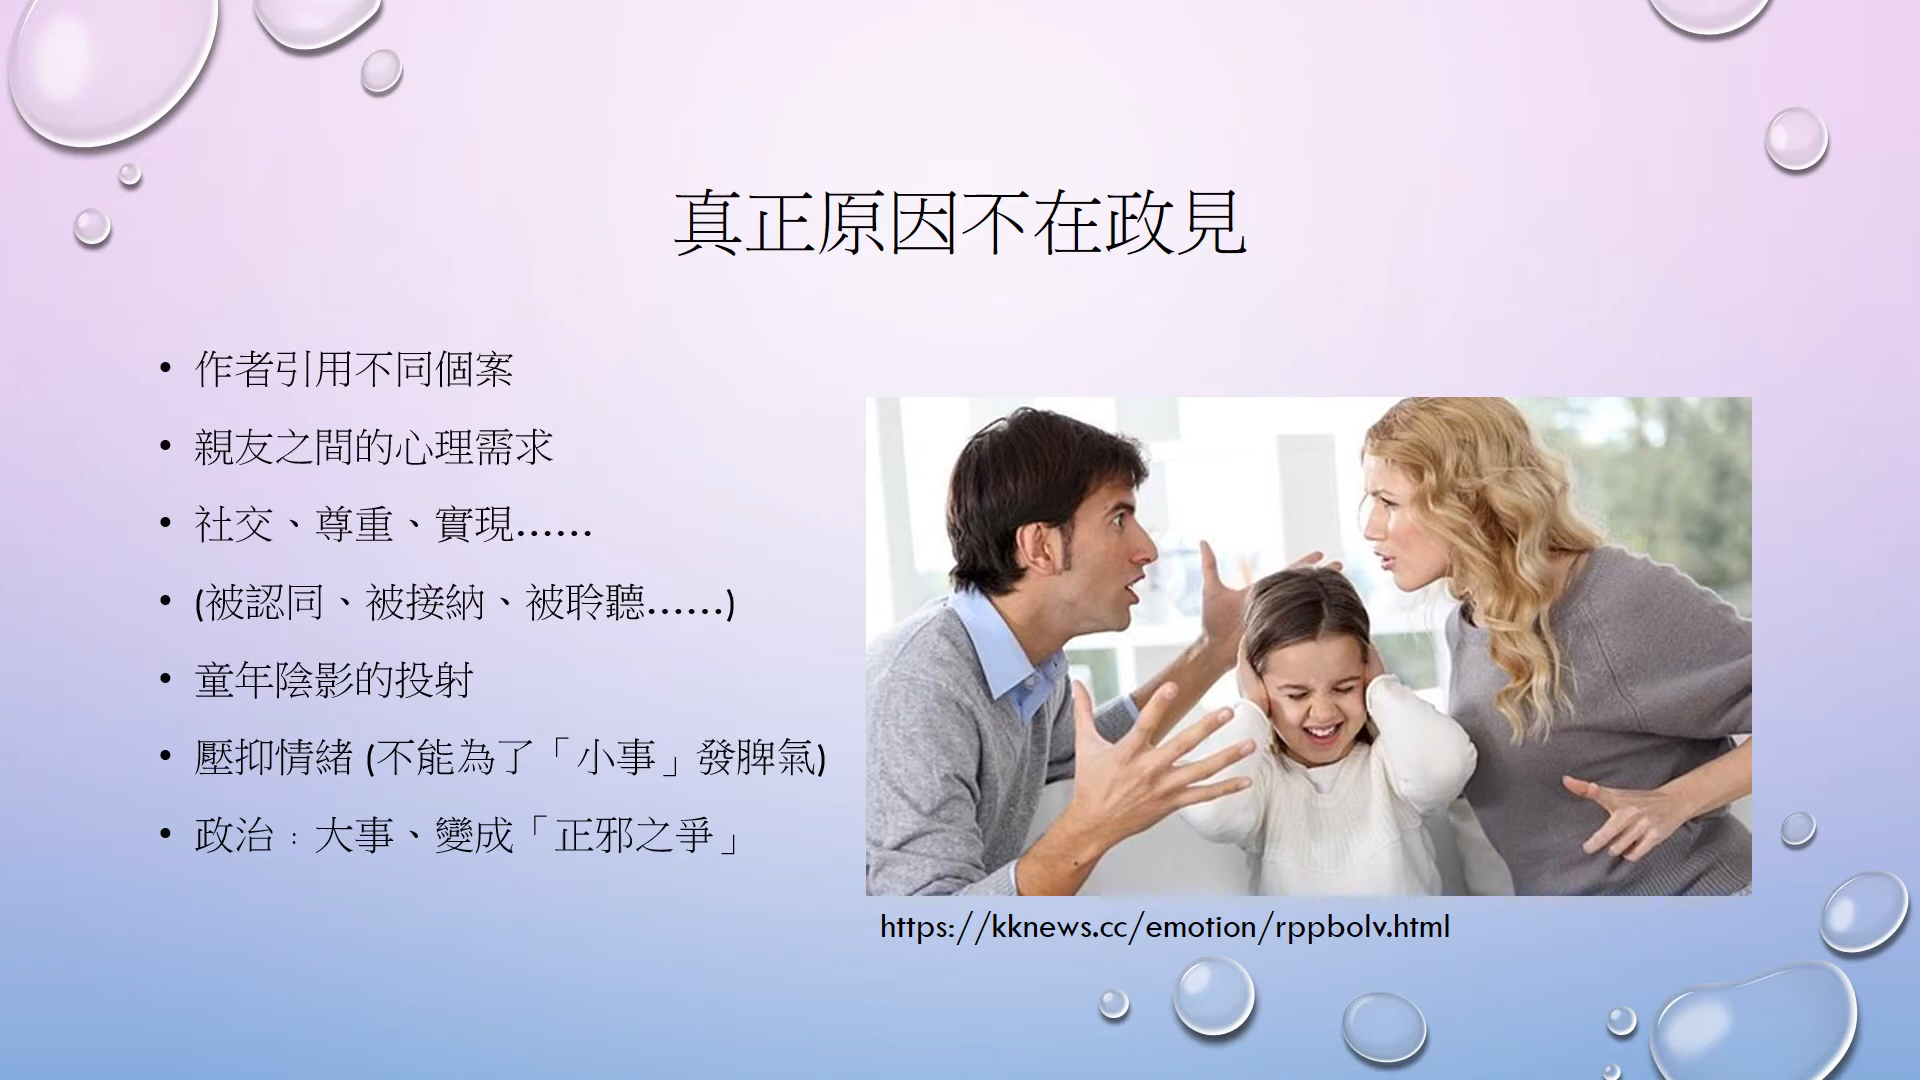 真正原因不在政見
• 作者引用不同個案
• 親友之間的心理需求
• 社交、尊重、實現……
• (被認同、被接納、被聆聽……)
• 童年陰影的投射
• 壓抑情緒 (不能為了「小事」發脾氣)
• 政治：大事、變成「正邪之爭」
https://kknews.cc/emotion/rppbolv.html